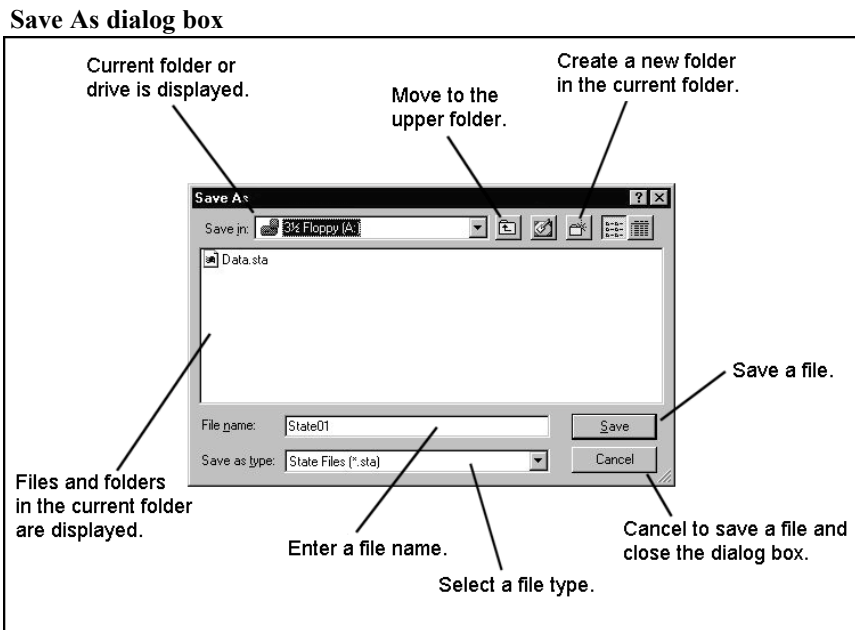 Save As dialog box
Current folder or
drive is displayed.
Move to the
upper folder.
Create a new folder
in the current folder.
Save As
Save in: 3½ Floppy (A:)
Data.sta
Save a file.
File name: State01 Save
Save as type: State Files (*.sta) Cancel
Files and folders
in the current folder
are displayed.
Enter a file name.
Select a file type.
Cancel to save a file and
close the dialog box.